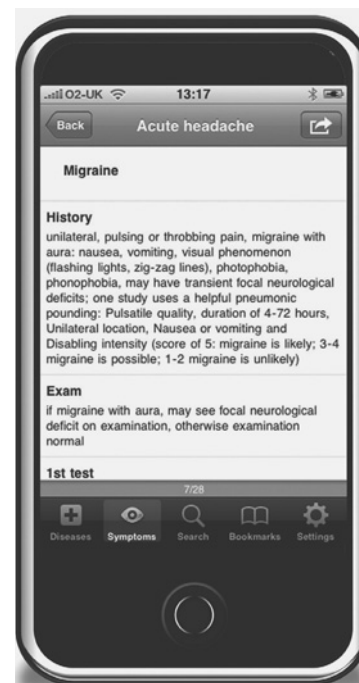 O2-UK 13:17
Back Acute headache
Migraine
History
unilateral, pulsing or throbbing pain, migraine with
aura: nausea, vomiting, visual phenomenon
(flashing lights, zig-zag lines), photophobia,
phonophobia, may have transient focal neurological
deficits; one study uses a helpful pneumonic
pounding: Pulsatile quality, duration of 4-72 hours,
Unilateral location, Nausea or vomiting and
Disabling intensity (score of 5: migraine is likely; 3-
4 migraine is possible; 1-2 migraine is unlikely)
Exam
if migraine with aura, may see focal neurological
deficit on examination, otherwise examination
normal
1st test
7/28
Diseases Symptoms Search Bookmarks Settings